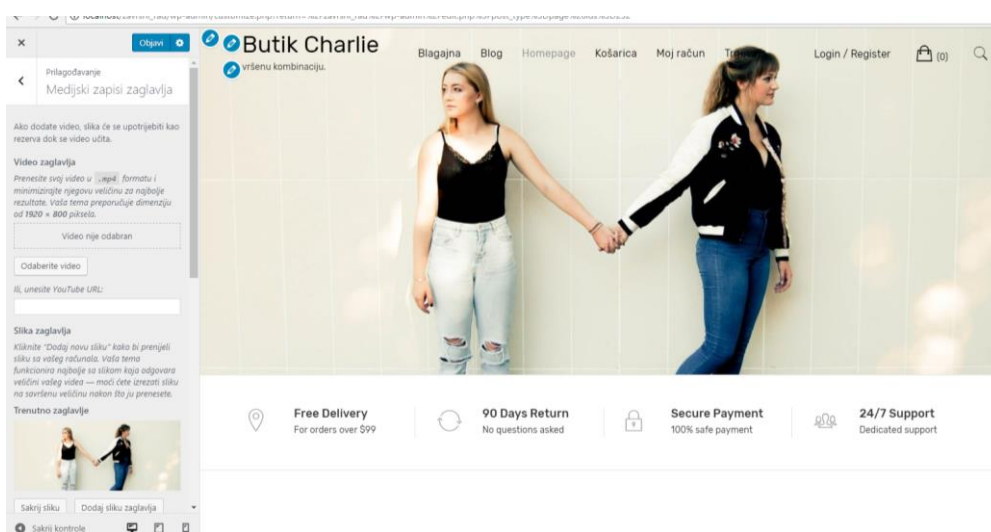 Objavi
Prilagođavanje
Medijski zapisi zaglavlja
Ako dodate video, slika će se upotrijebiti kao
rezerva dok se video učita.
Video zaglavlja
Prenesite svoj video u .mp4 formatu i
minimizirajte njegovu veličinu za najbolje
rezultate. Vaša tema preporučuje dimenziju
od 1920 × 800 piksela.
Video nije odabran
Odaberite video
Ili, unesite YouTube URL:
Slika zaglavlja
Kliknite "Dodaj novu sliku" kako bi prenijeli
sliku sa vašeg računala. Vaša tema
funkcionira najbolje sa slikom koja odgovara
veličini vašeg videa — moći ćete izrezati sliku
na savršenu veličinu nakon što ju prenesete.
Trenutno zaglavlje
Sakrij sliku Dodaj sliku zaglavlja
Sakrij kontrole
Butik Charlie
vršenu kombinaciju.
Blagajna Blog Homepage Košarica Moj račun
Login / Register (0)
Free Delivery
For orders over $99
90 Days Return
No questions asked
Secure Payment
100% safe payment
24/7 Support
Dedicated support